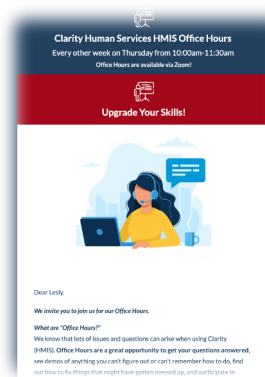 Clarity Human Services HMIS Office Hours
Every other week on Thursday from 10:00am-11:30am
Office Hours are available via Zoom!
Upgrade Your Skills!
Dear Lesly,
We invite you to join us for our Office Hours.
What are "Office Hours?"
We know that lots of issues and questions can arise when using Clarity
(HMIS). Office Hours are a great opportunity to get your questions answered,
see demos of anything you can't figure out or can't remember how to do, find
out how to fix things that might have gotten messed up, and participate in